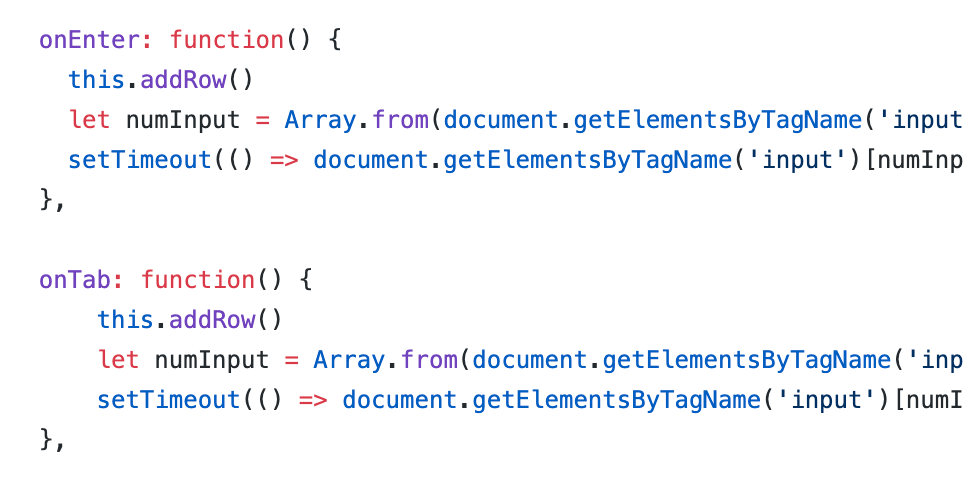 onEnter: function() {
  this.addRow()
  let numInput = Array.from(document.getElementsByTagName('input
  setTimeout(() => document.getElementsByTagName('input')[numInp
},

onTab: function() {
    this.addRow()
    let numInput = Array.from(document.getElementsByTagName('inp
    setTimeout(() => document.getElementsByTagName('input')[numI
},